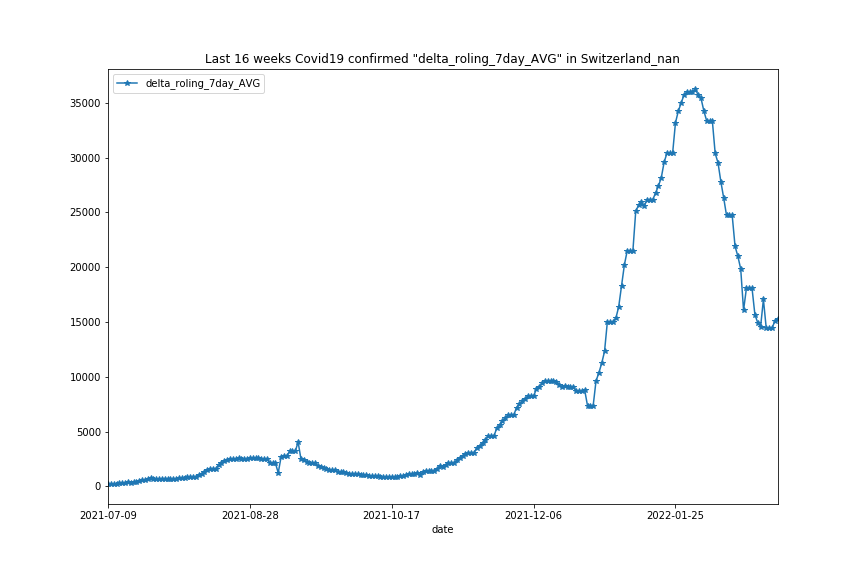 Last 16 weeks Covid19 confirmed "delta_roling_7day_AVG" in Switzerland_nan
delta_roling_7day_AVG
35000
30000
25000
20000
15000
10000
5000
0
2021-07-09 2021-08-28 2021-10-17 2021-12-06 2022-01-25
date